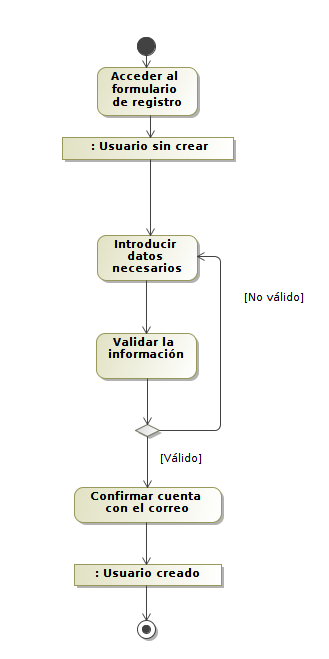 Acceder al
formulario
de registro
: Usuario sin crear
Introducir
datos
necesarios
[No válido]
Validar la
información
[Válido]
Confirmar cuenta
con el correo
: Usuario creado